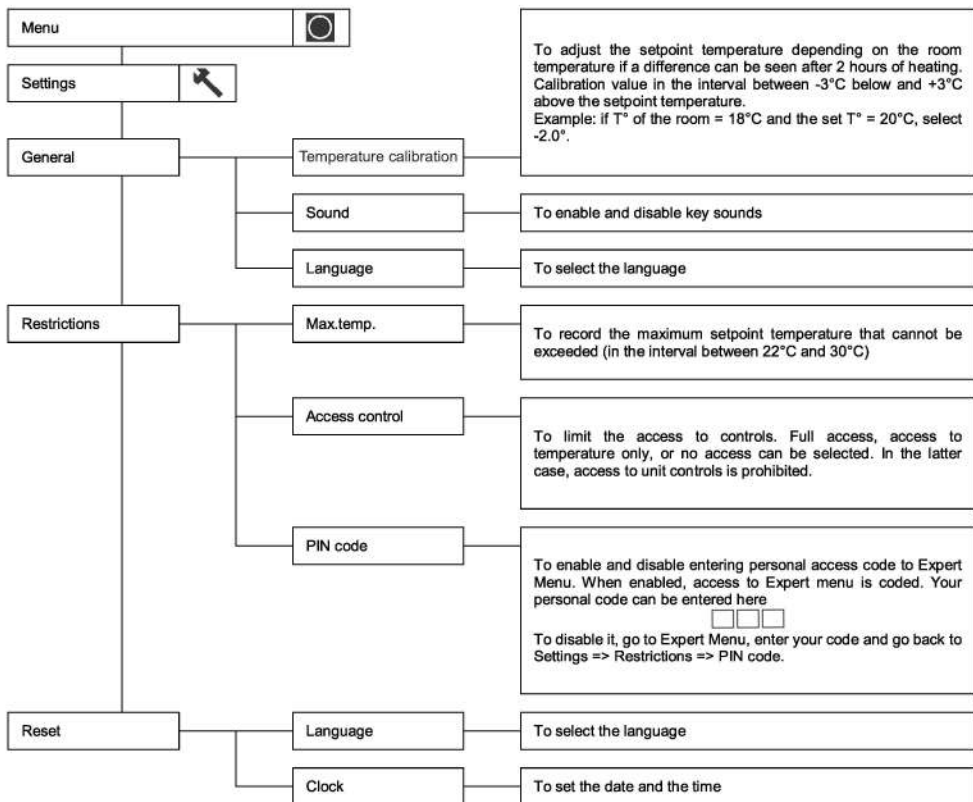 Menu
Settings
General
Temperature calibration
To adjust the setpoint temperature depending on the room
temperature if a difference can be seen after 2 hours of heating.
Calibration value in the interval between -3°C below and +3°C
above the setpoint temperature.
Example: if T° of the room = 18°C and the set T° = 20°C, select
-2.0°.
Sound
To enable and disable key sounds
Language
To select the language
Restrictions
Max.temp.
To record the maximum setpoint temperature that cannot be
exceeded (in the interval between 22°C and 30°C)
Access control
To limit the access to controls. Full access, access to
temperature only, or no access can be selected. In the latter
case, access to unit controls is prohibited.
PIN code
To enable and disable entering personal access code to Expert
Menu. When enabled, access to Expert menu is coded. Your
personal code can be entered here
To disable it, go to Expert Menu, enter your code and go back to
Settings => Restrictions => PIN code.
Reset
Language
To select the language
Clock
To set the date and the time